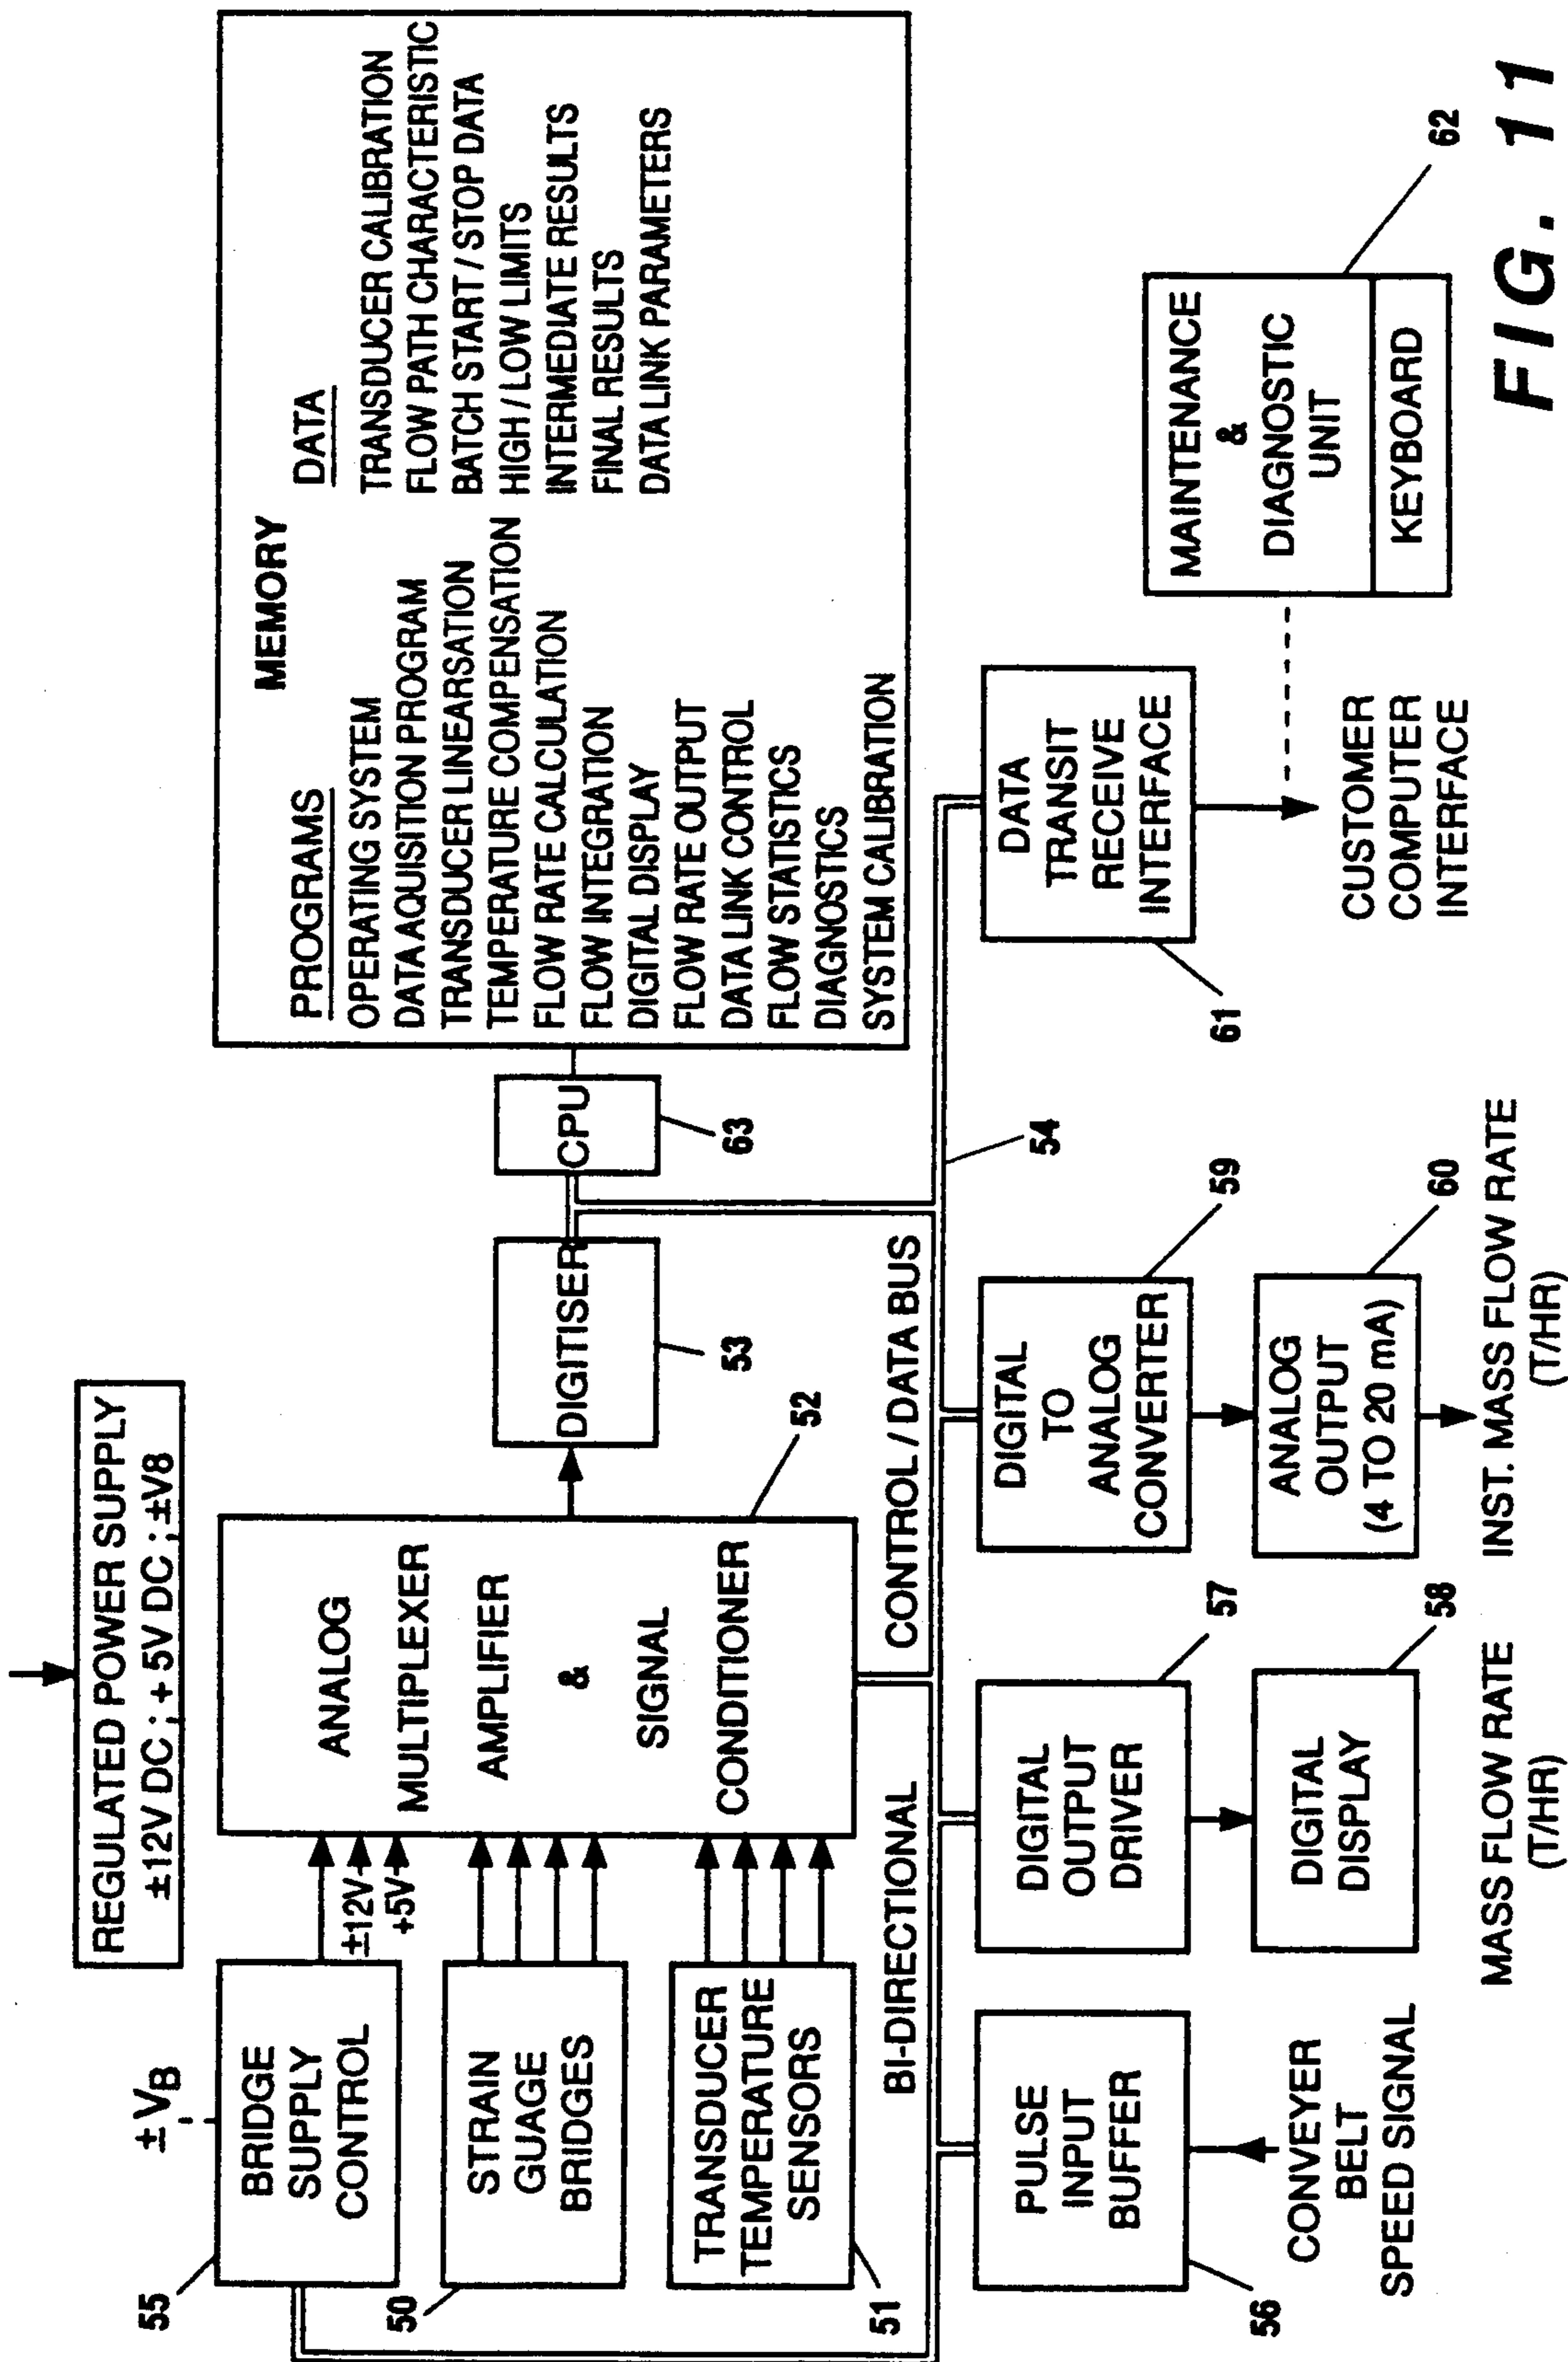 REGULATED POWER SUPPLY
±12V DC ; + 5V DC ; ±V8
±VB
55
BRIDGE
SUPPLY
CONTROL
±12V
+5V
50
STRAIN
GUAGE
BRIDGES
51
TRANSDUCER
TEMPERATURE
SENSORS
ANALOG
MULTIPLEXER
AMPLIFIER
&
SIGNAL
CONDITIONER
52
DIGITISER
53
CPU
63
MEMORY
PROGRAMS
OPERATING SYSTEM
DATA AQUISITION PROGRAM
TRANSDUCER LINEARSATION
TEMPERATURE COMPENSATION
FLOW RATE CALCULATION
FLOW INTEGRATION
DIGITAL DISPLAY
FLOW RATE OUTPUT
DATA LINK CONTROL
FLOW STATISTICS
DIAGNOSTICS
SYSTEM CALIBRATION
DATA
TRANSDUCER CALIBRATION
FLOW PATH CHARACTERISTIC
BATCH START / STOP DATA
HIGH / LOW LIMITS
INTERMEDIATE RESULTS
FINAL RESULTS
DATA LINK PARAMETERS
BI-DIRECTIONAL
CONTROL / DATA BUS
54
PULSE
INPUT
BUFFER
56
CONVEYER
BELT
SPEED SIGNAL
DIGITAL
OUTPUT
DRIVER
57
DIGITAL
DISPLAY
58
MASS FLOW RATE
(T/HR)
DIGITAL
TO
ANALOG
CONVERTER
59
ANALOG
OUTPUT
(4 TO 20 mA)
60
INST. MASS FLOW RATE
(T/HR)
DATA
TRANSIT
RECEIVE
INTERFACE
61
CUSTOMER
COMPUTER
INTERFACE
MAINTENANCE
&
DIAGNOSTIC
UNIT
KEYBOARD
62
FIG. 11